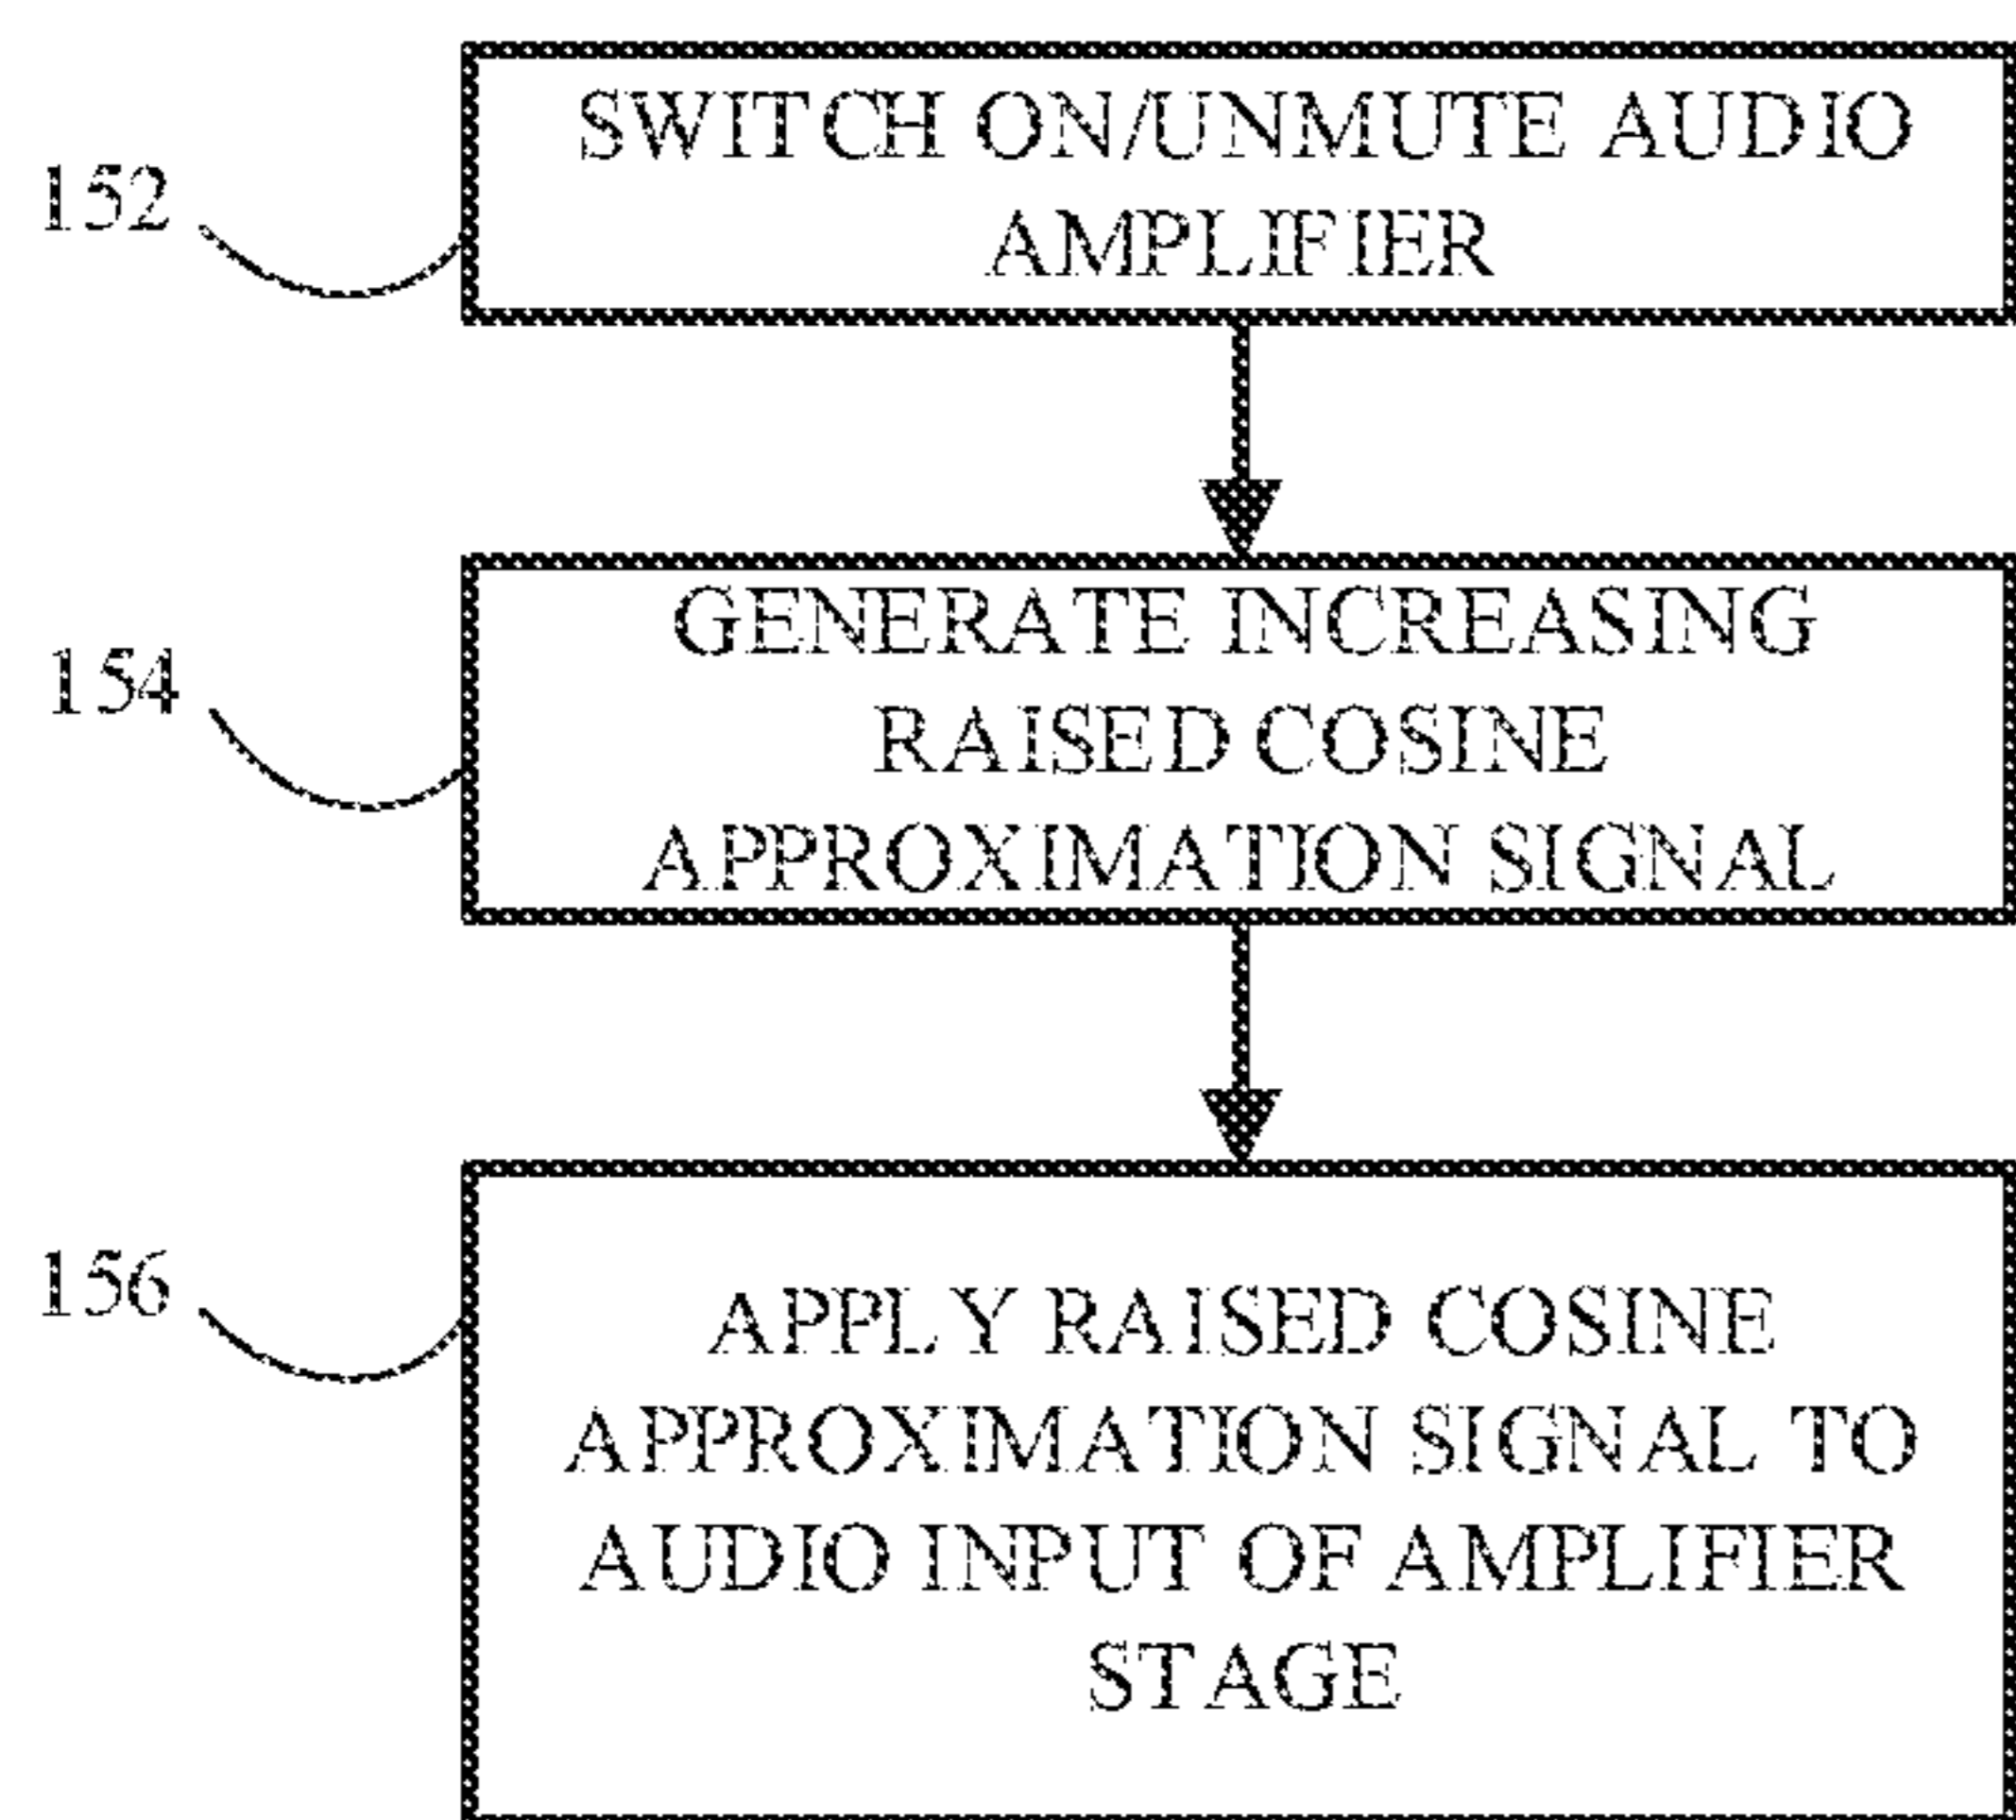 152
SWITCH ON/UNMUTE AUDIO
AMPLIFIER
154
GENERATE INCREASING
RAISED COSINE
APPROXIMATION SIGNAL
156
APPLY RAISED COSINE
APPROXIMATION SIGNAL TO
AUDIO INPUT OF AMPLIFIER
STAGE